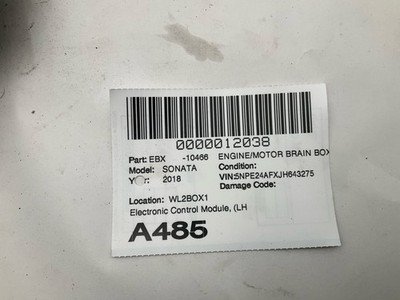 0000012038
Part: EBX -10466 ENGINE/MOTOR BRAIN BOX
Model: SONATA Condition:
Year: 2018 VIN:5NPE24AFXJH643275
Damage Code:
Location: WL2BOX1
Electronic Control Module, (LH
A485